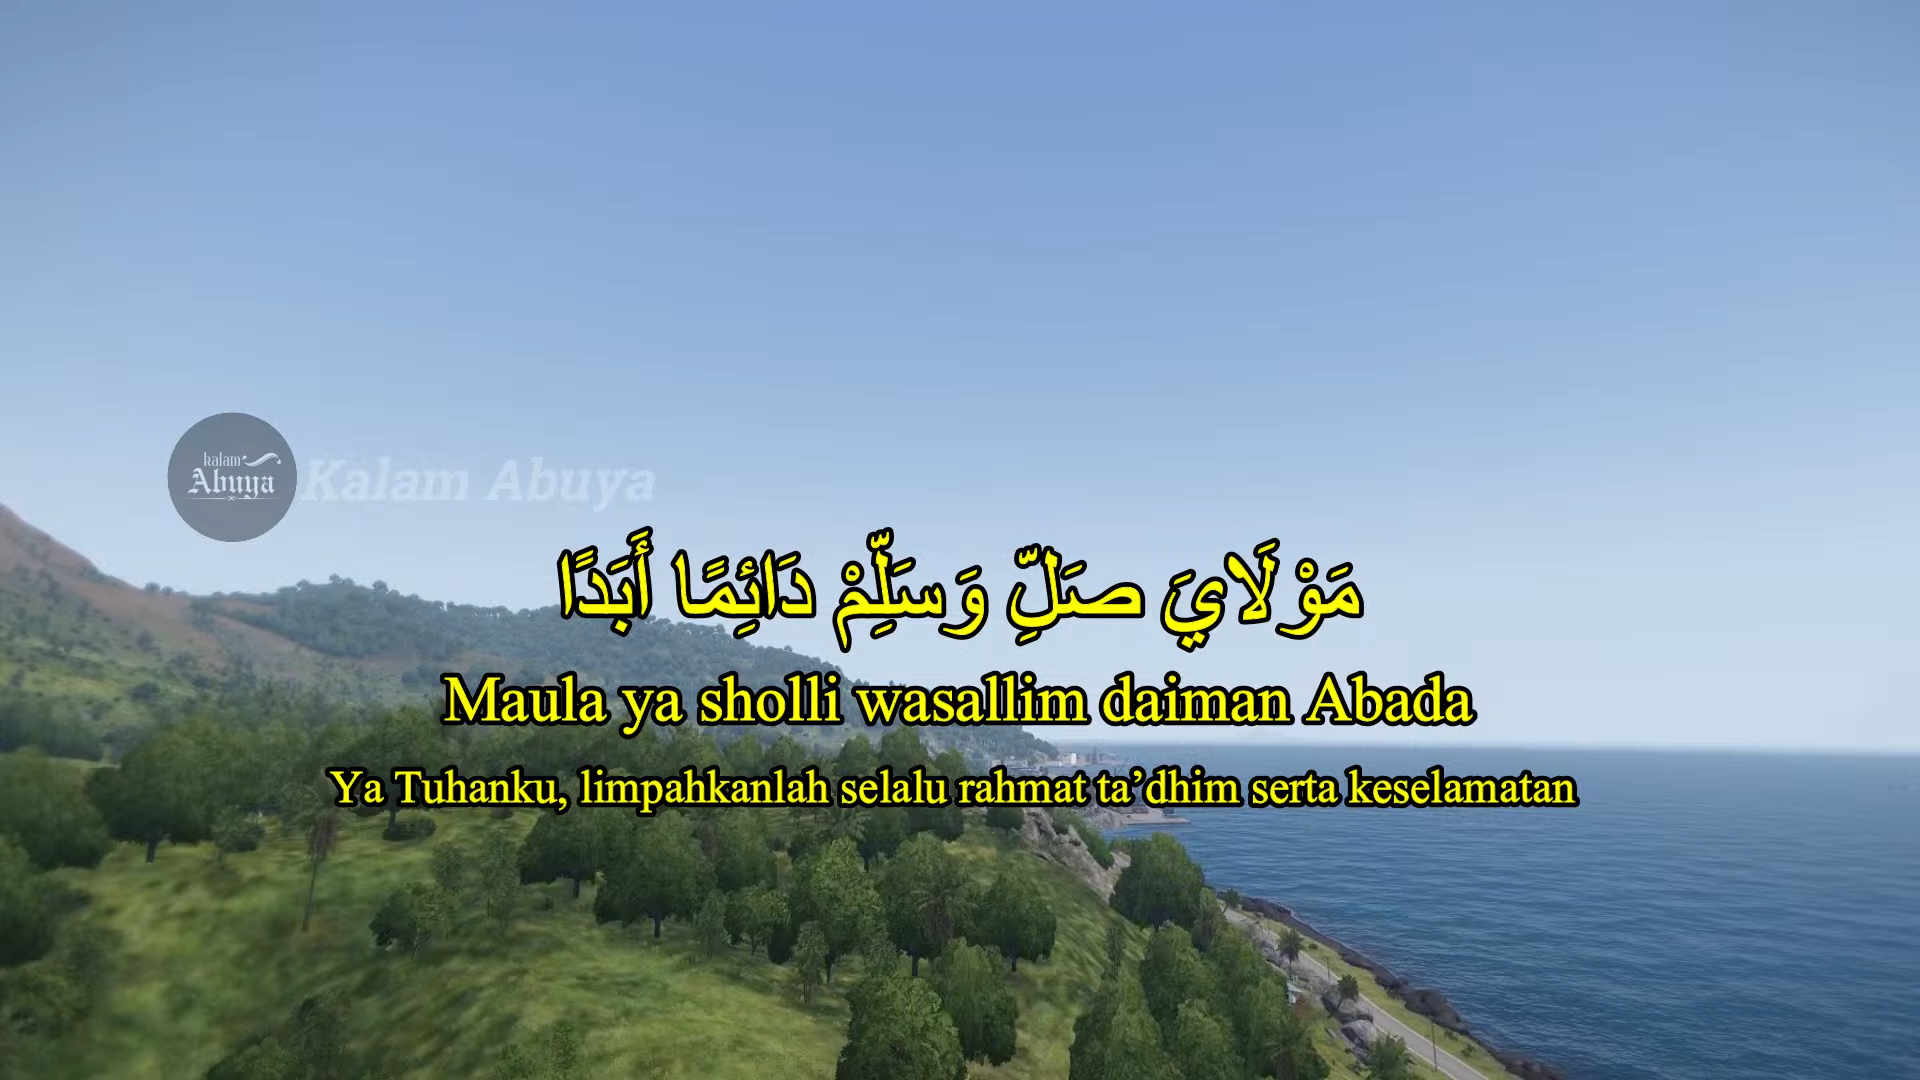 kalam
Abuya
Kalam Abuya
مَوْلَايَ صَلِّ وَسَلِّمْ دَائِمًا أَبَدًا
Maula ya sholli wasallim daiman Abada
Ya Tuhanku, limpahkanlah selalu rahmat ta’dhim serta keselamatan